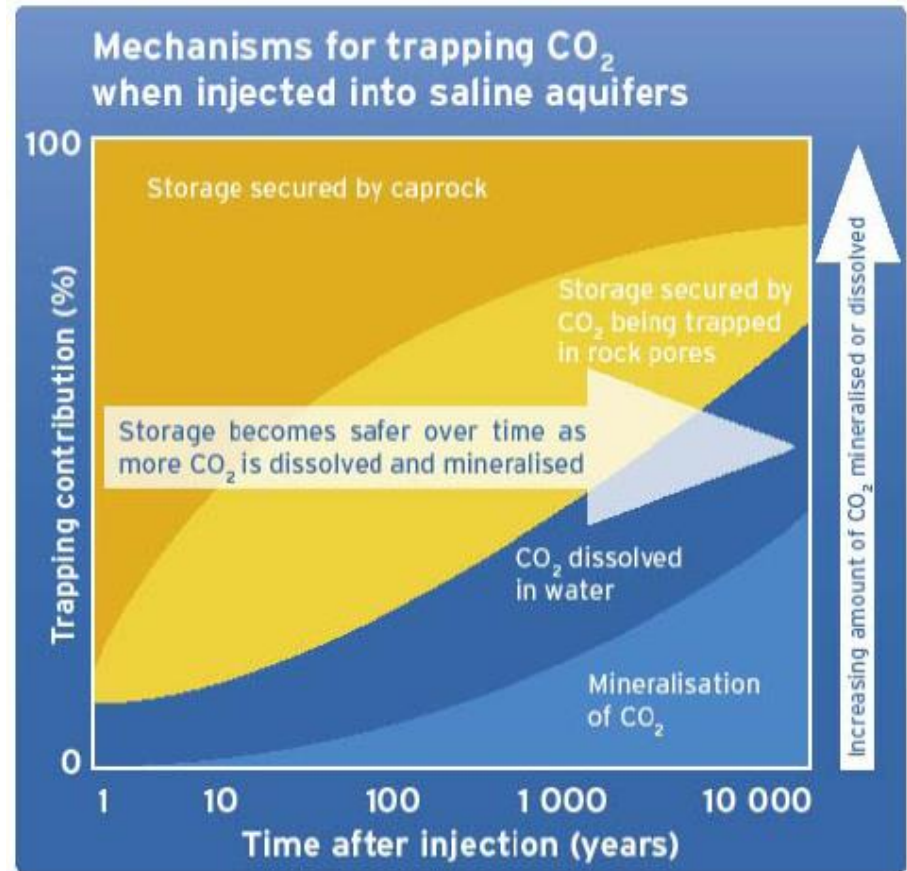 Mechanisms for trapping CO₂
when injected into saline aquifers
100
Storage secured by caprock
Storage secured by
CO₂ being trapped
in rock pores
Storage becomes safer over time as
more CO₂ is dissolved and mineralised
CO₂ dissolved
in water
Mineralisation
of CO₂
0
Trapping contribution (%)
Increasing amount of CO₂ mineralised or dissolved
1 10 100 1 000 10 000
Time after injection (years)